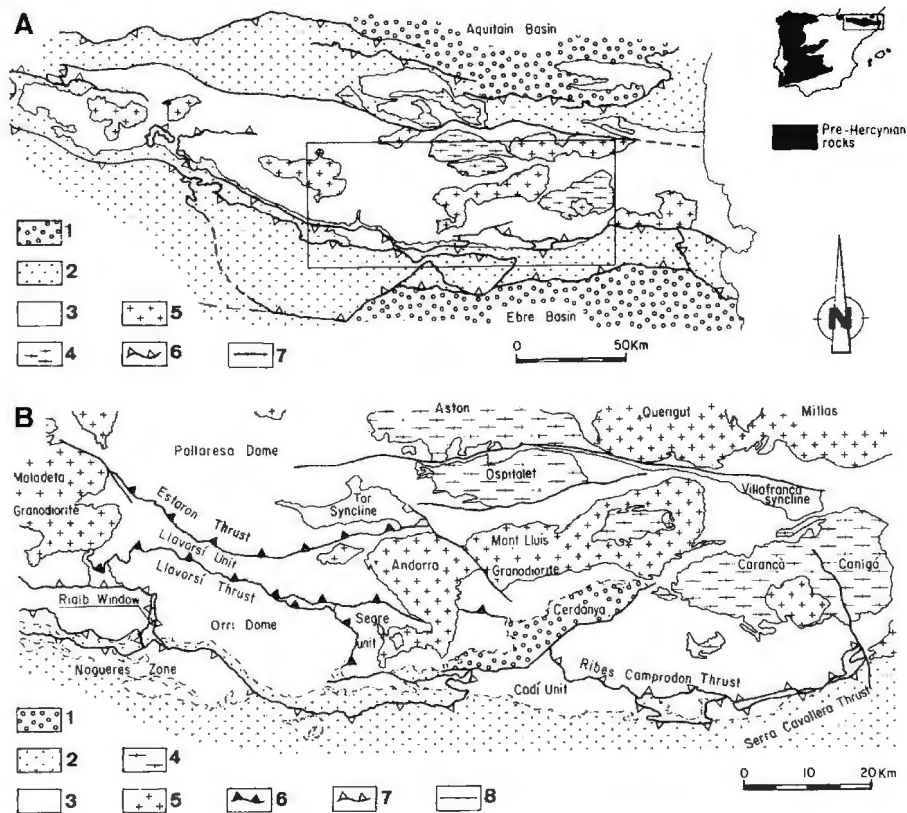 A
Aquitain Basin
Pre-Hercynian
rocks
1
2
3
5
4
6
7
Ebre Basin
0
50Km
N
B
Aston
Querigut
Millas
Pallaresa Dome
Maladeta
Granodiorite
Ospitalet
Villafranca
syncline
Tor
Syncline
Estaron Thrust
Llavorsí Unit
Llavorsí Thrust
Mont Lluis
Granodiorite
Andorra
Carançà
Canigó
Rialb Window
Orri Dome
Segre
unit
Cerdanya
Nogueres Zone
Cadí Unit
Ribes Camprodon Thrust
Serra Cavallera Thrust
1
2
4
3
5
6
7
8
0
10
20Km